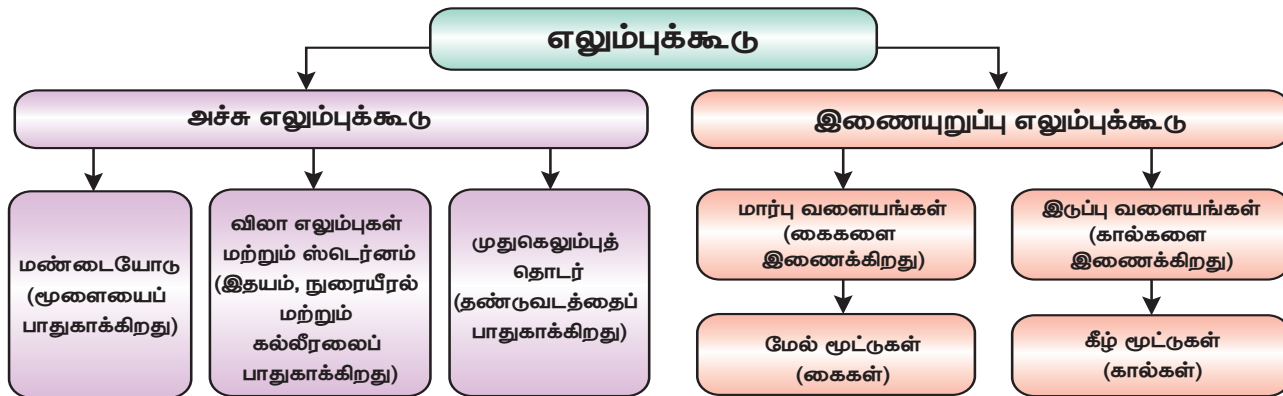 எலும்புக்கூடு
அச்சு எலும்புக்கூடு
மண்டையோடு
(மூளையைப்
பாதுகாக்கிறது)
விலா எலும்புகள்
மற்றும் ஸ்டெர்னம்
(இதயம், நுரையீரல்
மற்றும்
கல்லீரலைப்
பாதுகாக்கிறது)
முதுகெலும்புத்
தொடர்
(தண்டுவடத்தைப்
பாதுகாக்கிறது)
இணையுறுப்பு எலும்புக்கூடு
மார்பு வளையங்கள்
(கைகளை
இணைக்கிறது)
மேல் மூட்டுகள்
(கைகள்)
இடுப்பு வளையங்கள்
(கால்களை
இணைக்கிறது)
கீழ் மூட்டுகள்
(கால்கள்)